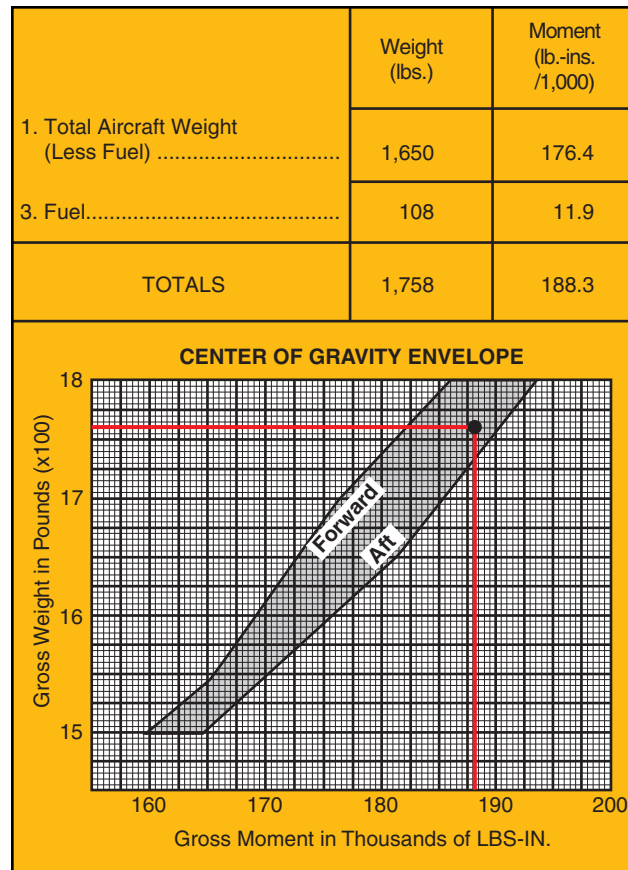 Weight
(lbs.)
Moment
(lb.-ins.
/1,000)
1. Total Aircraft Weight
(Less Fuel) ................................ 1,650 176.4
3. Fuel............................................ 108 11.9
TOTALS 1,758 188.3
CENTER OF GRAVITY ENVELOPE
Gross Weight in Pounds (x100)
18
17
16
15
Forward
Aft
160 170 180 190 200
Gross Moment in Thousands of LBS-IN.